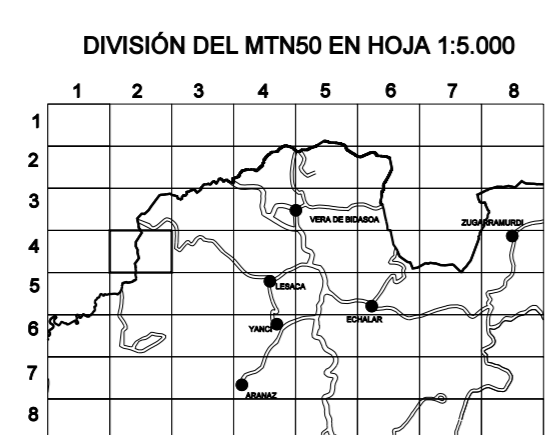 DIVISIÓN DEL MTN50 EN HOJA 1:5.000
1 2 3 4 5 6 7 8
1
2
3
VERA DE BIDASOA
ZUGARRAMURDI
4
5
LESACA
ECHALAR
6
YANCI
7
ARANAZ
8